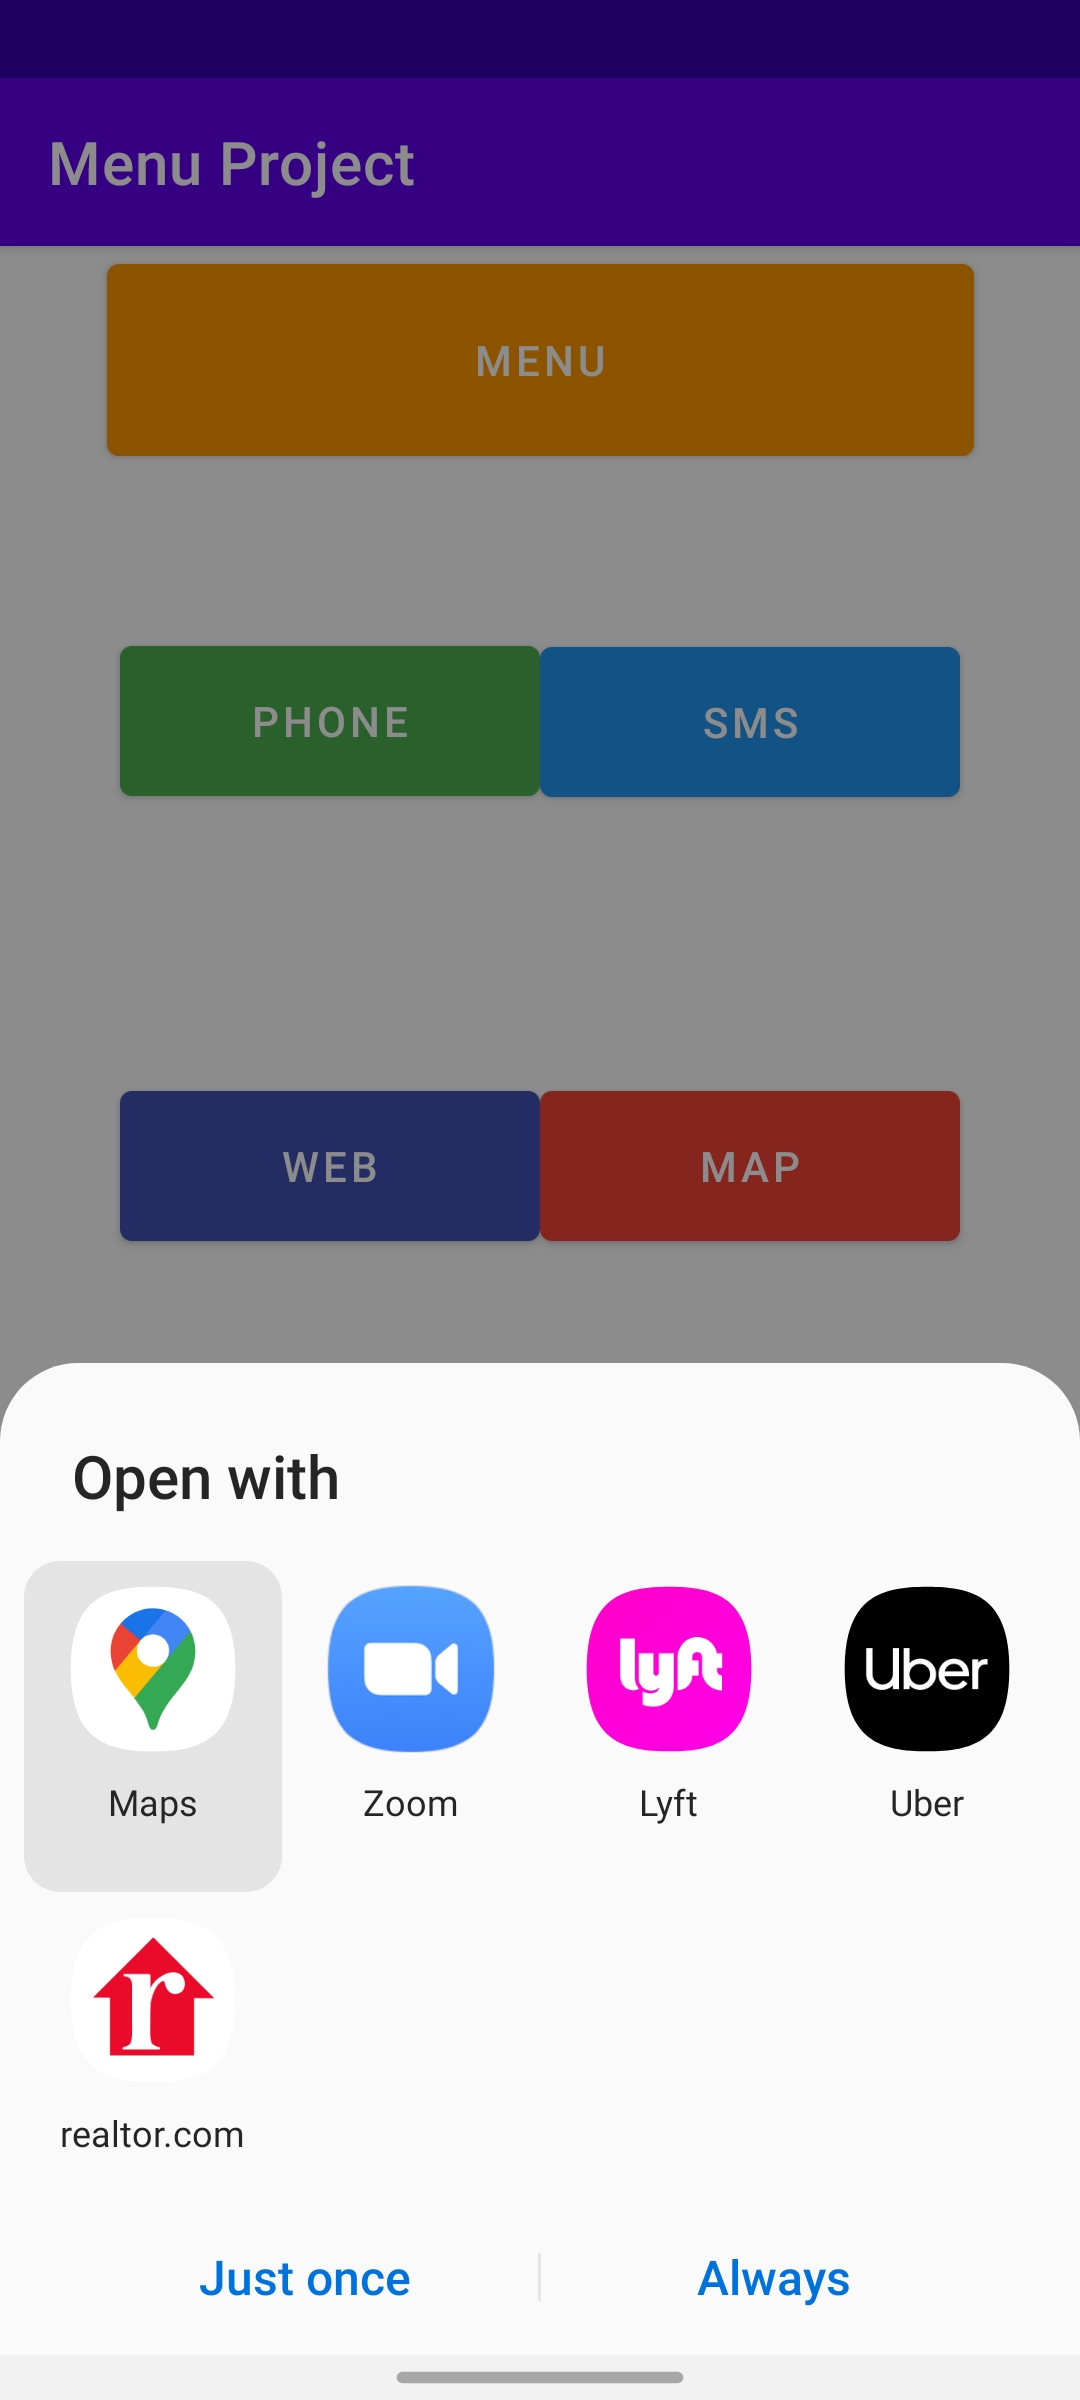 Menu Project
MENU
PHONE SMS
WEB MAP
Open with
lyft Uber
Maps Zoom Lyft Uber
r
realtor.com
Just once Always